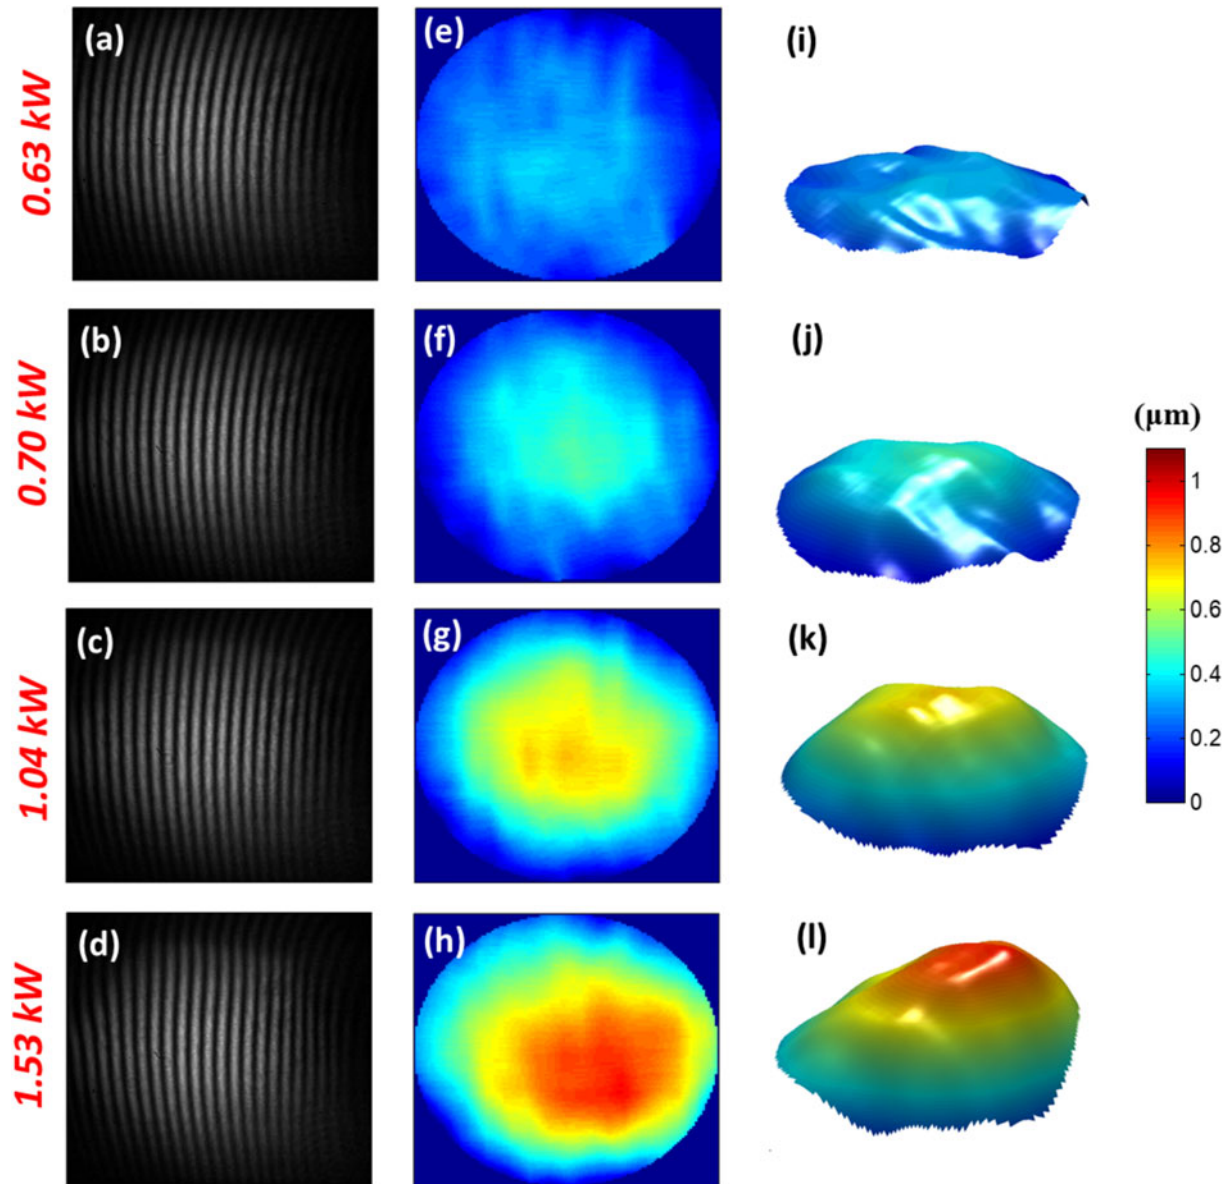 0.63 kW
(a)
(e)
(i)
0.70 kW
(b)
(f)
(j)
(μm)
1
0.8
0.6
0.4
0.2
0
1.04 kW
(c)
(g)
(k)
1.53 kW
(d)
(h)
(l)